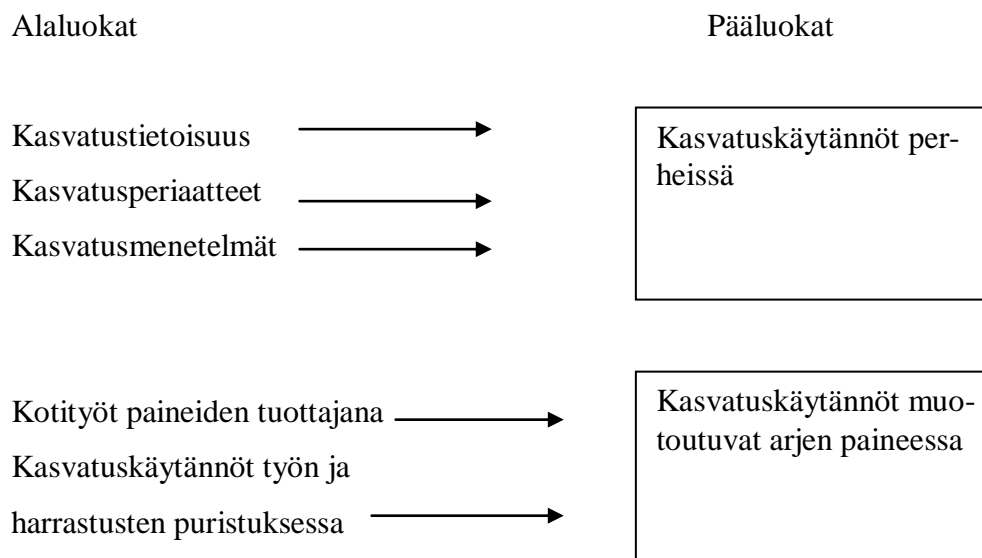 Alaluokat Pääluokat
Kasvatustietoisuus
Kasvatusperiaatteet
Kasvatusmenetelmät
Kasvatuskäytännöt per-
heissä
Kotityöt paineiden tuottajana
Kasvatuskäytännöt työn ja
harrastusten puristuksessa
Kasvatuskäytännöt muo-
toutuvat arjen paineessa